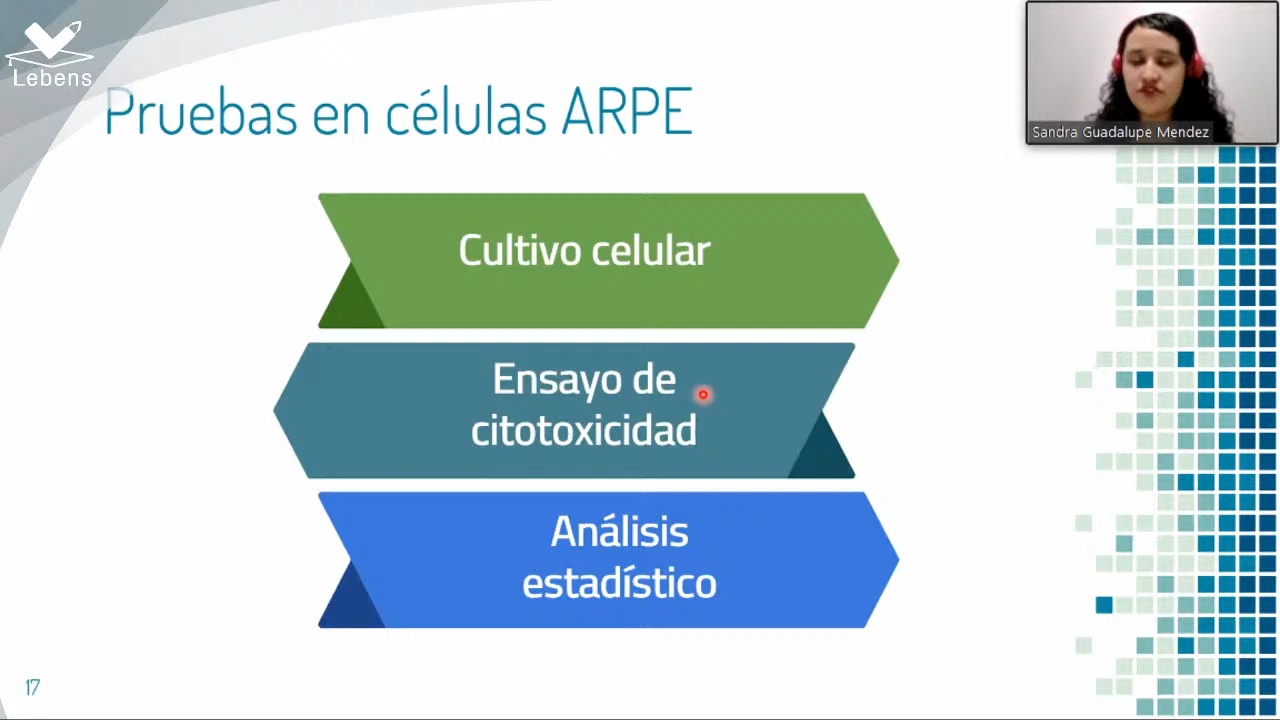 Lebens
Pruebas en células ARPE
Sandra Guadalupe Mendez
Cultivo celular
Ensayo de
citotoxicidad
Análisis
estadístico
17